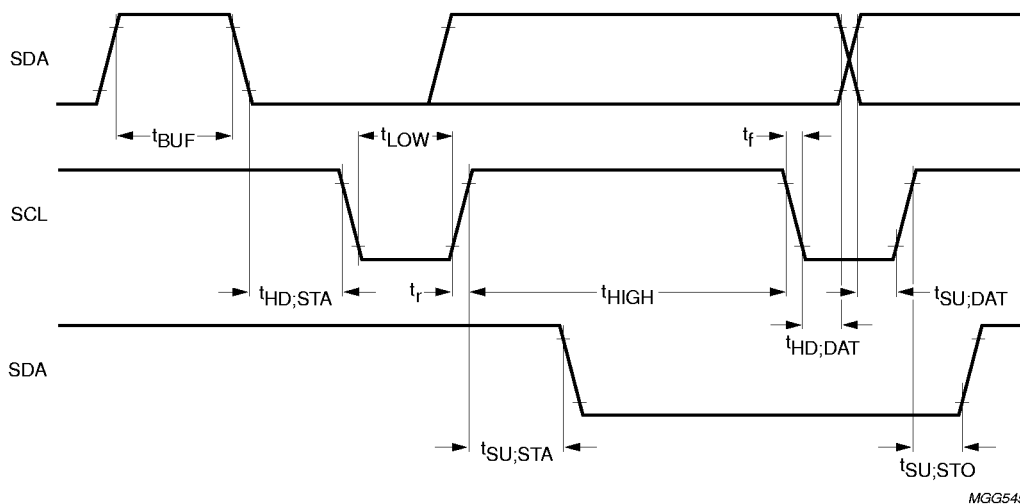 SDA
tBUF
tLOW
tf
SCL
tHD;STA
tr
tHIGH
tSU;DAT
tHD;DAT
SDA
tSU;STA
tSU;STO